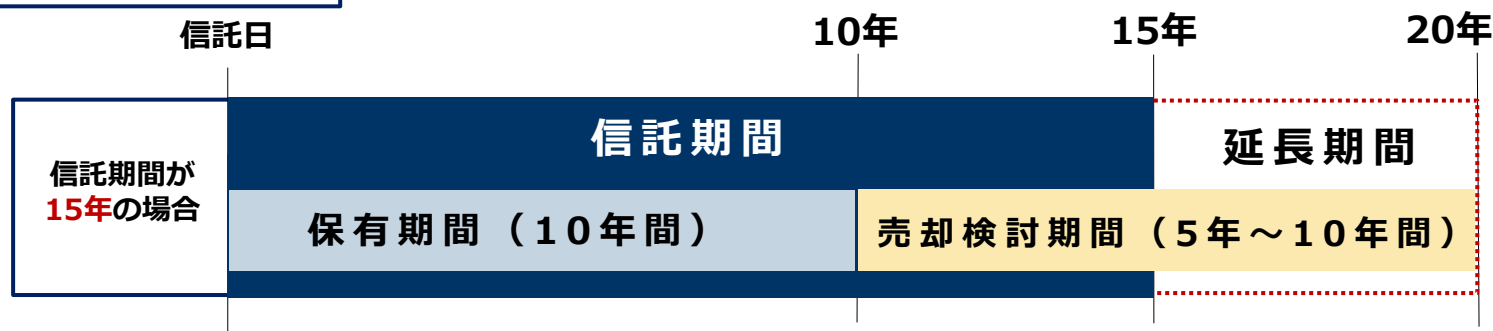 信託日
10年
15年
20年
信託期間が
15年の場合
信託期間
延長期間
保有期間（10年間）
売却検討期間（5年～10年間）